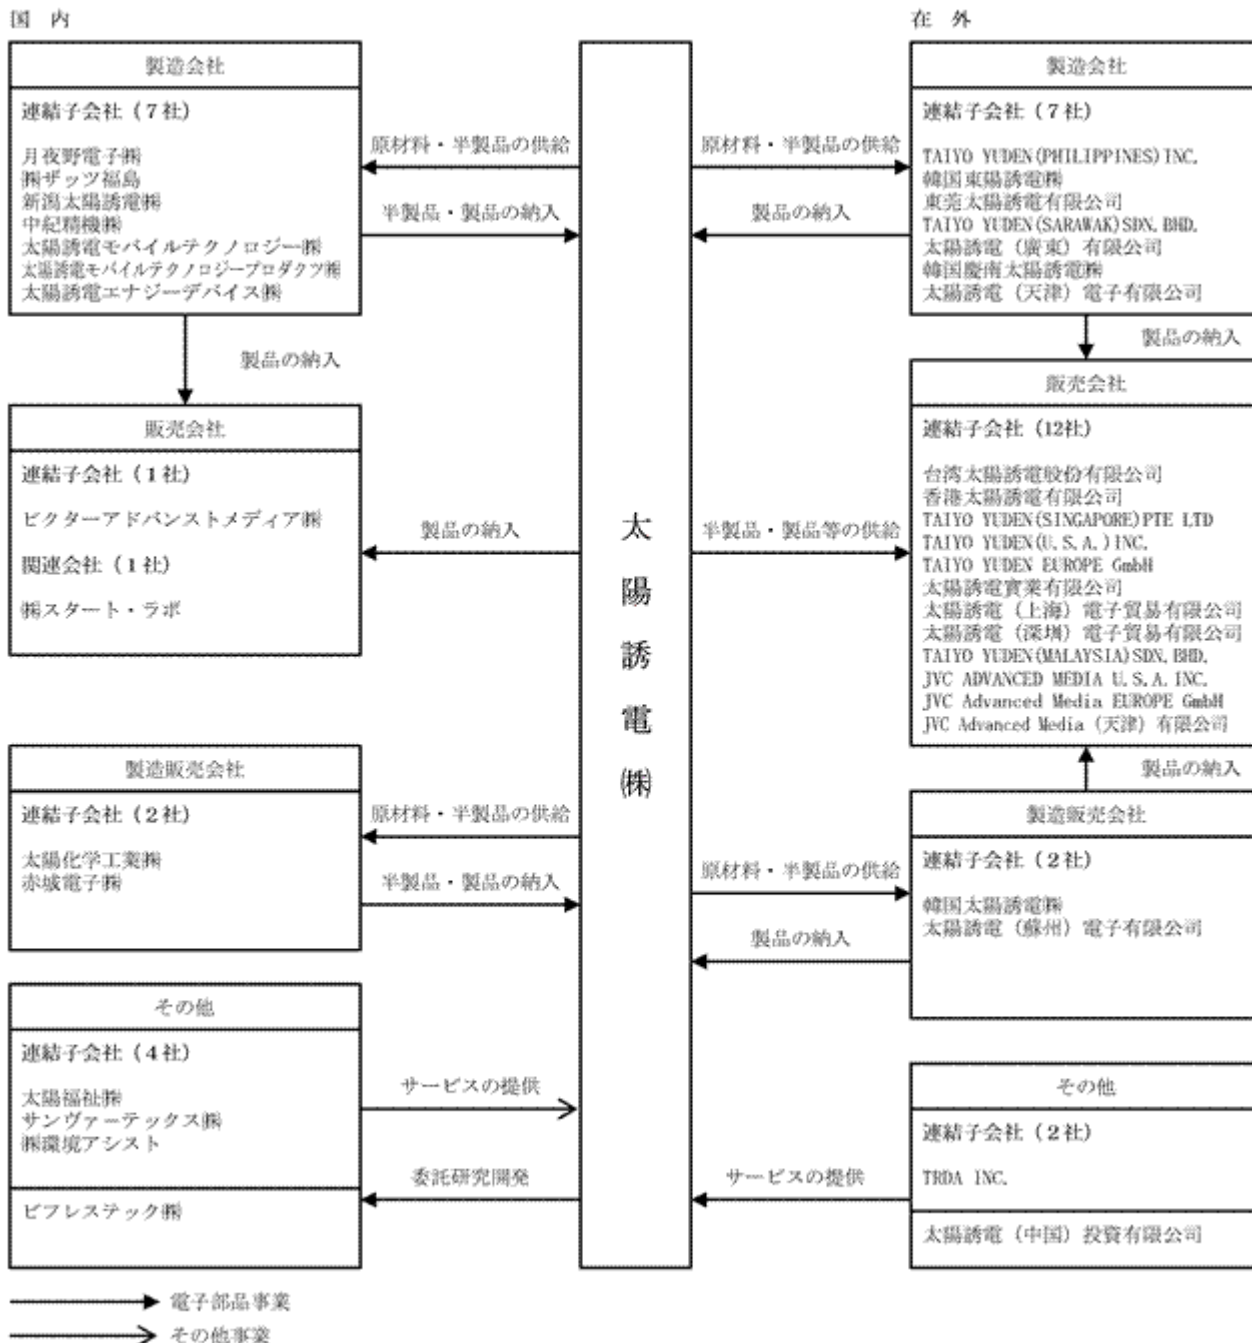 国 内
製造会社
連結子会社(7社)
月夜野電子㈱
㈱ザッツ福島
新潟太陽誘電㈱
中紀精機㈱
太陽誘電モバイルテクノロジー㈱
太陽誘電モバイルテクノロジープロダクツ㈱
太陽誘電エナジーデバイス㈱
製品の納入
販売会社
連結子会社(1社)
ビクターアドバンストメディア㈱
関連会社(1社)
㈱スタート・ラボ
製造販売会社
連結子会社(2社)
太陽化学工業㈱
赤城電子㈱
その他
連結子会社(4社)
太陽福祉㈱
サンヴァーテックス㈱
㈱環境アシスト
ビフレステック㈱
原材料・半製品の供給
半製品・製品の納入
製品の納入
原材料・半製品の供給
半製品・製品の納入
サービスの提供
委託研究開発
太陽誘電㈱
原材料・半製品の供給
製品の納入
半製品・製品等の供給
原材料・半製品の供給
製品の納入
サービスの提供
在 外
製造会社
連結子会社(7社)
TAIYO YUDEN(PHILIPPINES)INC.
韓国東陽誘電㈱
東莞太陽誘電有限公司
TAIYO YUDEN(SARAWAK)SDN.BHD.
太陽誘電(廣東)有限公司
韓国慶南太陽誘電㈱
太陽誘電(天津)電子有限公司
製品の納入
販売会社
連結子会社(12社)
台湾太陽誘電股份有限公司
香港太陽誘電有限公司
TAIYO YUDEN(SINGAPORE)PTE LTD
TAIYO YUDEN(U.S.A.)INC.
TAIYO YUDEN EUROPE GmbH
太陽誘電實業有限公司
太陽誘電(上海)電子貿易有限公司
太陽誘電(深圳)電子貿易有限公司
TAIYO YUDEN(MALAYSIA)SDN.BHD.
JVC ADVANCED MEDIA U.S.A.INC.
JVC Advanced Media EUROPE GmbH
JVC Advanced Media(天津)有限公司
製品の納入
製造販売会社
連結子会社(2社)
韓国太陽誘電㈱
太陽誘電(蘇州)電子有限公司
その他
連結子会社(2社)
TRDA INC.
太陽誘電(中国)投資有限公司
電子部品事業
その他事業